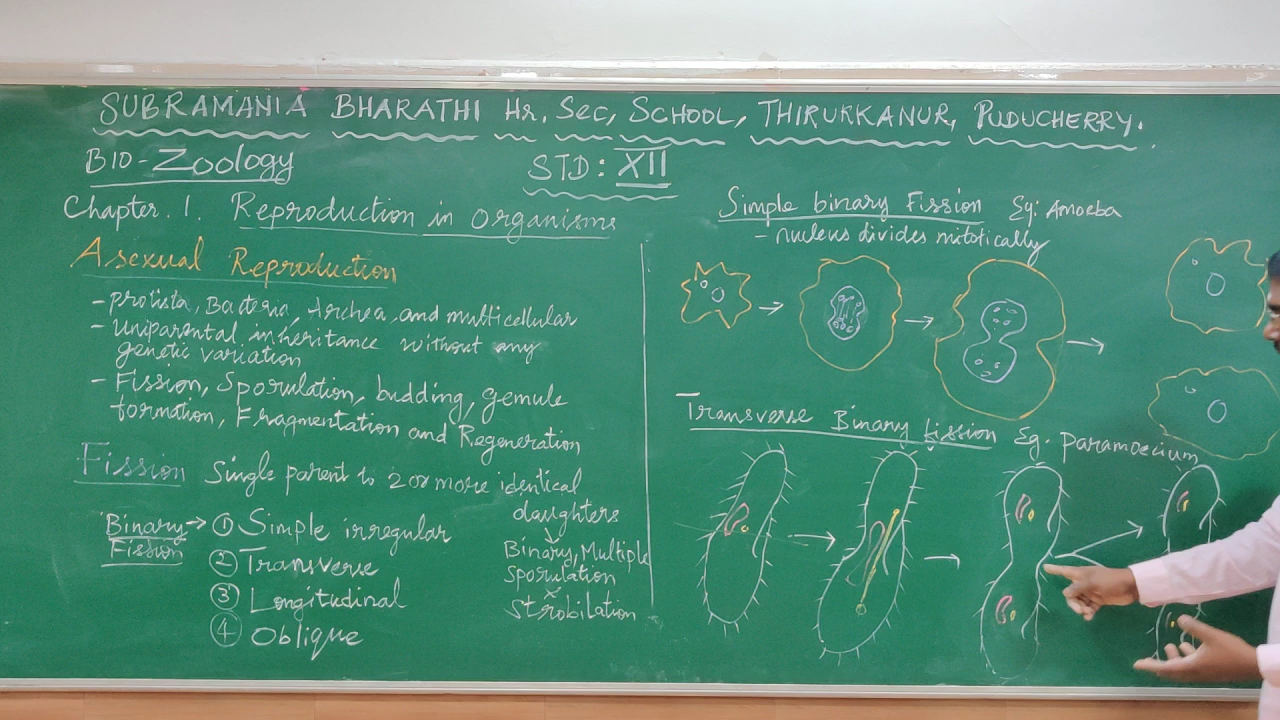 SUBRAMANIA BHARATHI Hr. Sec, SCHOOL, THIRUKKANUR, PUDUCHERRY.
BIO-Zoology STD: XII
Chapter. 1. Reproduction in organisms
Asexual Reproduction
- protista, Bacteria, Archea, and multicellular
- Uniparental inheritance without any
genetic variation
- Fission, Sporulation, budding, gemule
formation, Fragmentation and Regeneration
Fission Single parent to 2 or more identical
daughters
Binary, Multiple
sporulation
Strobilation
Binary → ① Simple irregular
Fission
② Transverse
③ Longitudinal
④ Oblique
Simple binary Fission Eg: Amoeba
- nucleus divides mitotically
Transverse Binary fission Eg. paramoecium